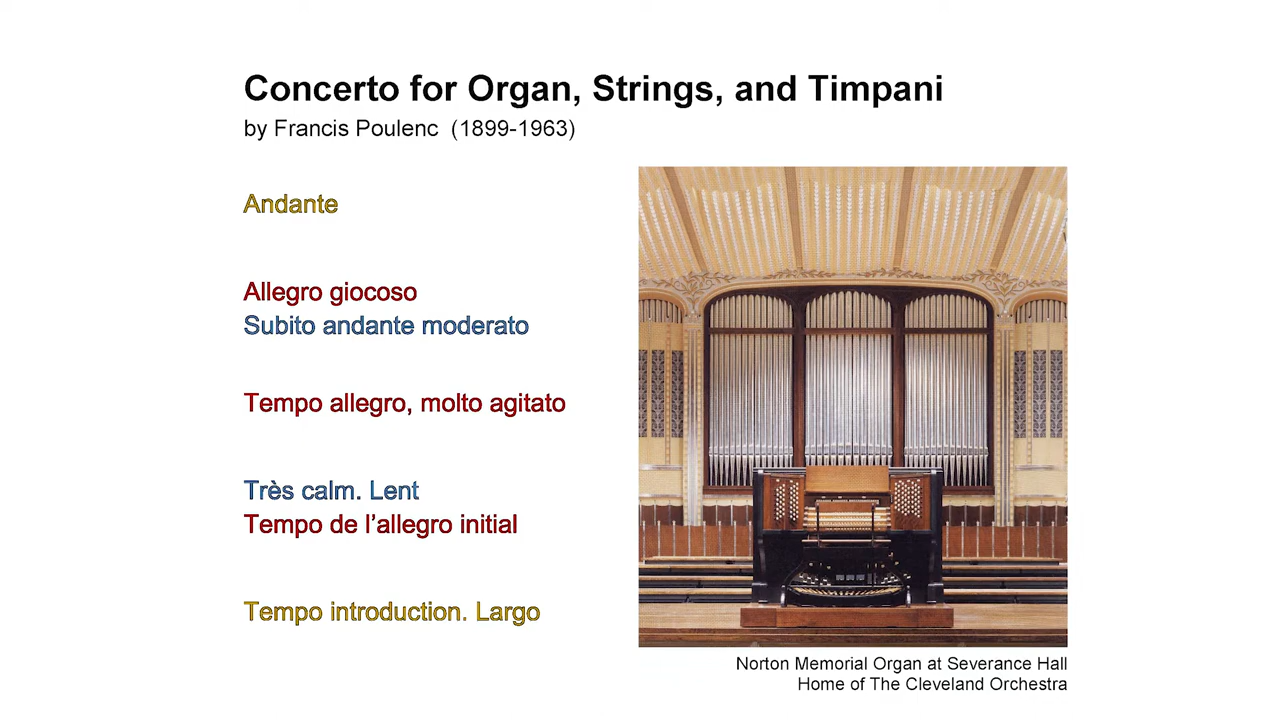 Concerto for Organ, Strings, and Timpani
by Francis Poulenc (1899-1963)
Andante
Allegro giocoso
Subito andante moderato
Tempo allegro, molto agitato
Très calm. Lent
Tempo de l’allegro initial
Tempo introduction. Largo
Norton Memorial Organ at Severance Hall
Home of The Cleveland Orchestra